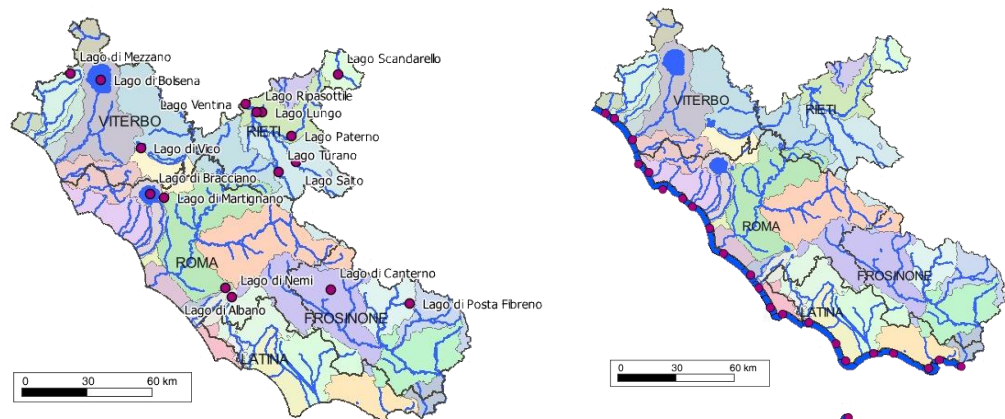 Lago di Mezzano
Lago Scandarello
Lago di Bolsena
Lago Ripasottile
Lago Ventina
Lago Lungo
VITERBO
RIETI
Lago Paterno
Lago di Vico
Lago Turano
Lago di Bracciano
Lago Salto
Lago di Martignano
ROMA
Lago di Nemi
Lago di Canterno
Lago di Albano
Lago di Posta Fibreno
FROSINONE
LATINA
0 30 60 km
VITERBO
RIETI
ROMA
FROSINONE
LATINA
0 30 60 km